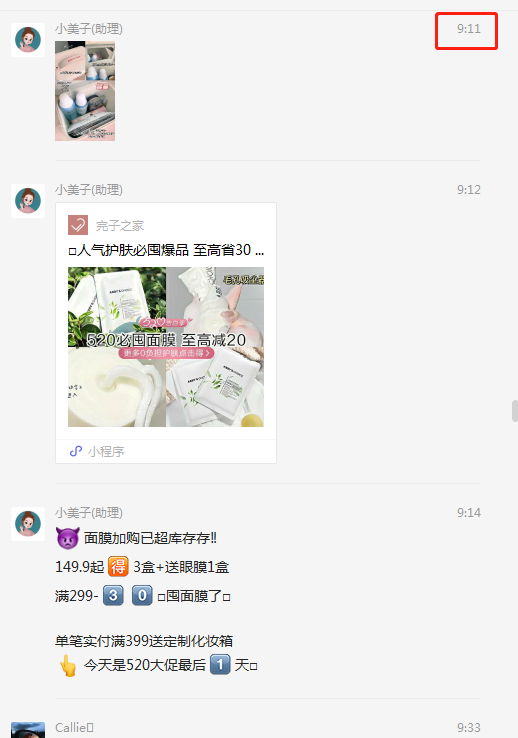 小美子(助理)
9:11
小美子(助理)
9:12
完子之家
□人气护肤必囤爆品 至高省30 ...
520必囤面膜 至高减20
更多0负担护肤点击得
小程序
小美子(助理)
9:14
👿 面膜加购已超库存存‼
149.9起 🉐 3盒+送眼膜1盒
满299- 3️⃣ 0️⃣ □囤面膜了□
单笔实付满399送定制化妆箱
👆 今天是520大促最后 1️⃣ 天□
Callie□
9:33